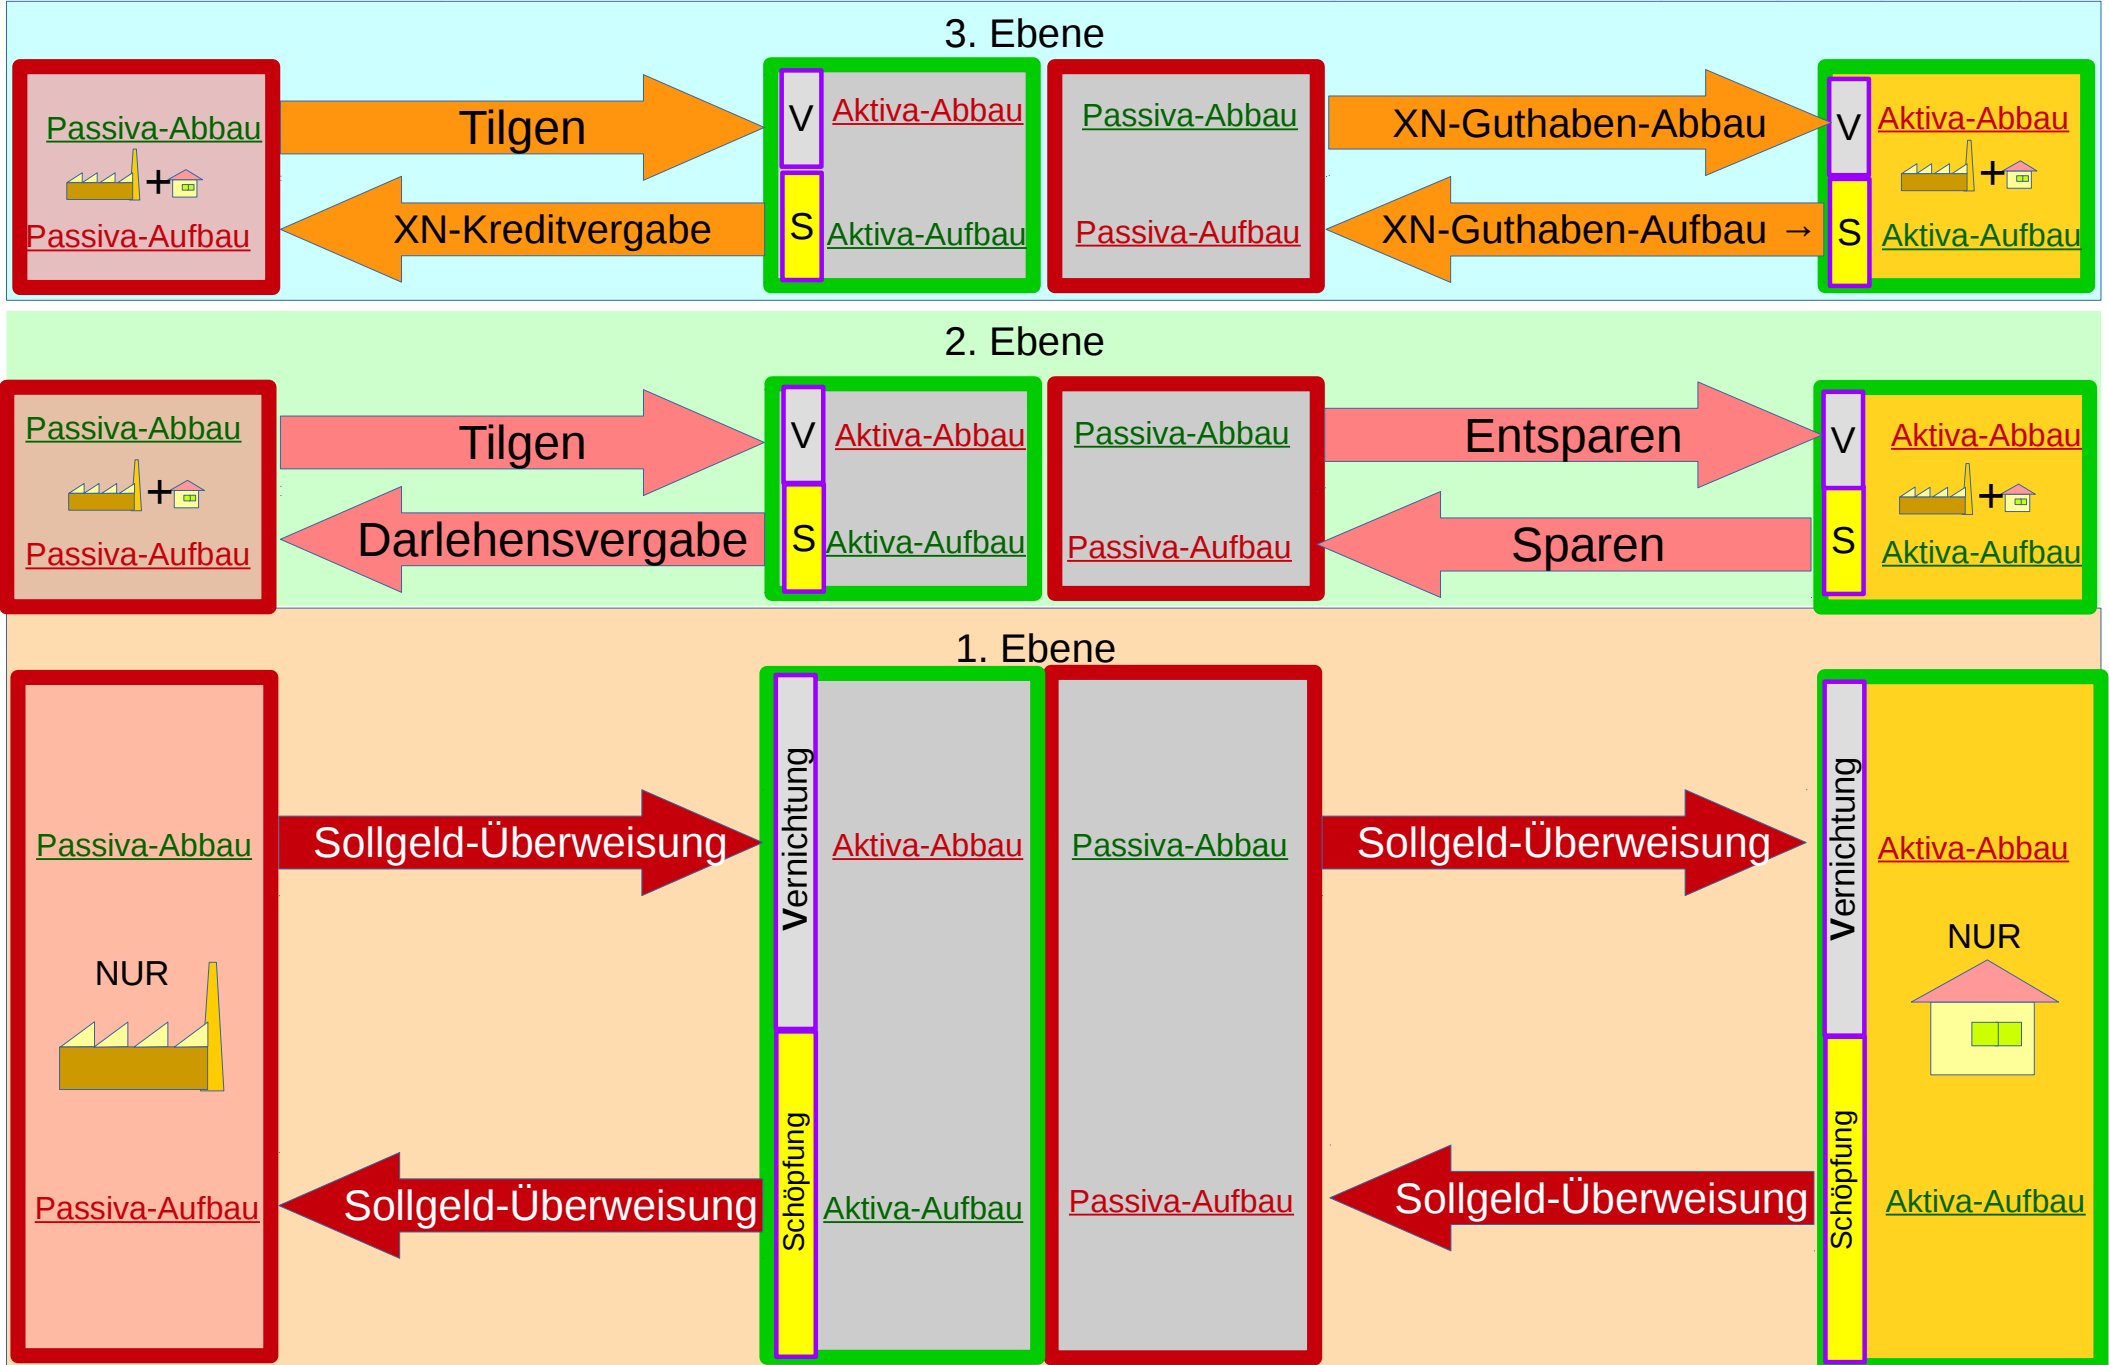 3. Ebene
Passiva-Abbau
+
Passiva-Aufbau
Tilgen
XN-Kreditvergabe
V
S
Aktiva-Abbau
Aktiva-Aufbau
Passiva-Abbau
Passiva-Aufbau
XN-Guthaben-Abbau
XN-Guthaben-Aufbau →
V
S
Aktiva-Abbau
+
Aktiva-Aufbau
2. Ebene
Passiva-Abbau
+
Passiva-Aufbau
Tilgen
Darlehensvergabe
V
S
Aktiva-Abbau
Aktiva-Aufbau
Passiva-Abbau
Passiva-Aufbau
Entsparen
Sparen
V
S
Aktiva-Abbau
+
Aktiva-Aufbau
1. Ebene
Passiva-Abbau
NUR
Passiva-Aufbau
Sollgeld-Überweisung
Sollgeld-Überweisung
Vernichtung
Schöpfung
Aktiva-Abbau
Aktiva-Aufbau
Passiva-Abbau
Passiva-Aufbau
Sollgeld-Überweisung
Sollgeld-Überweisung
Vernichtung
Schöpfung
Aktiva-Abbau
NUR
Aktiva-Aufbau